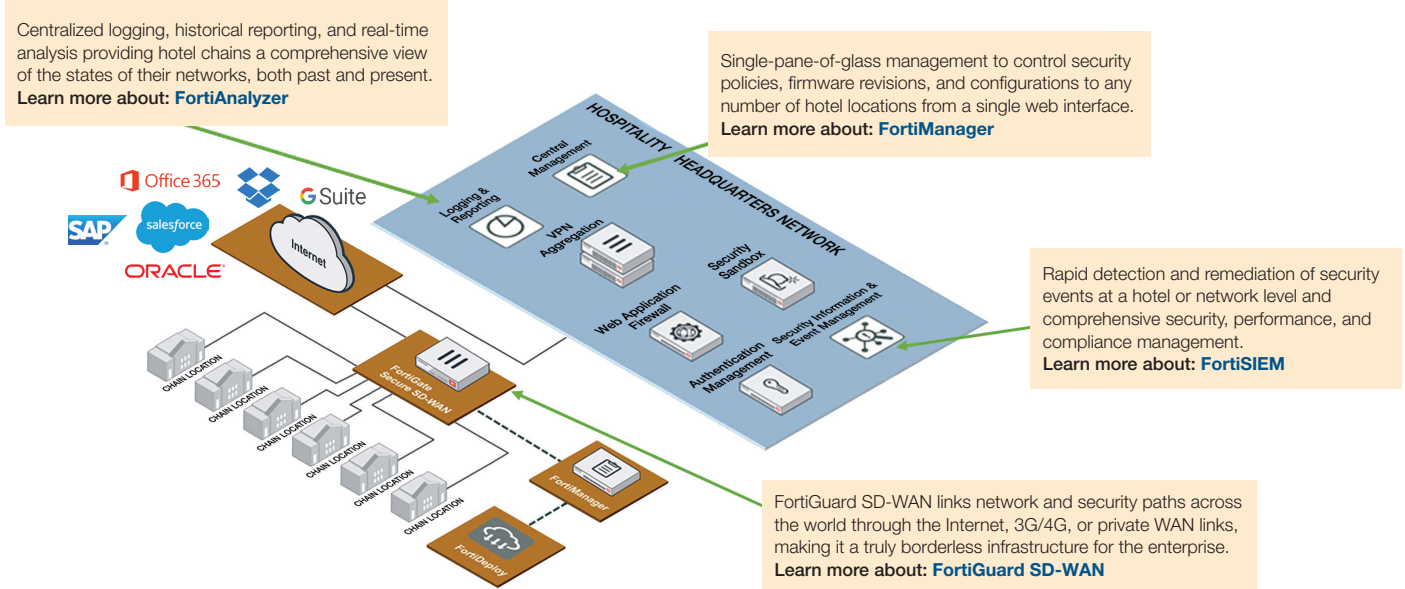 Centralized logging, historical reporting, and real-time
analysis providing hotel chains a comprehensive view
of the states of their networks, both past and present.
Learn more about: FortiAnalyzer
Single-pane-of-glass management to control security
policies, firmware revisions, and configurations to any
number of hotel locations from a single web interface.
Learn more about: FortiManager
HOSPITALITY HEADQUARTERS NETWORK
Central
Management
Logging &
Reporting
VPN
Aggregation
Security
Sandbox
Web Application
Firewall
Security Information &
Event Management
Authentication
Management
Office 365
G Suite
SAP
salesforce
ORACLE
Internet
Rapid detection and remediation of security
events at a hotel or network level and
comprehensive security, performance, and
compliance management.
Learn more about: FortiSIEM
FortiGate
Secure SD-WAN
CHAIN LOCATION
CHAIN LOCATION
CHAIN LOCATION
CHAIN LOCATION
CHAIN LOCATION
CHAIN LOCATION
FortiManager
FortiDeploy
FortiGuard SD-WAN links network and security paths across
the world through the Internet, 3G/4G, or private WAN links,
making it a truly borderless infrastructure for the enterprise.
Learn more about: FortiGuard SD-WAN